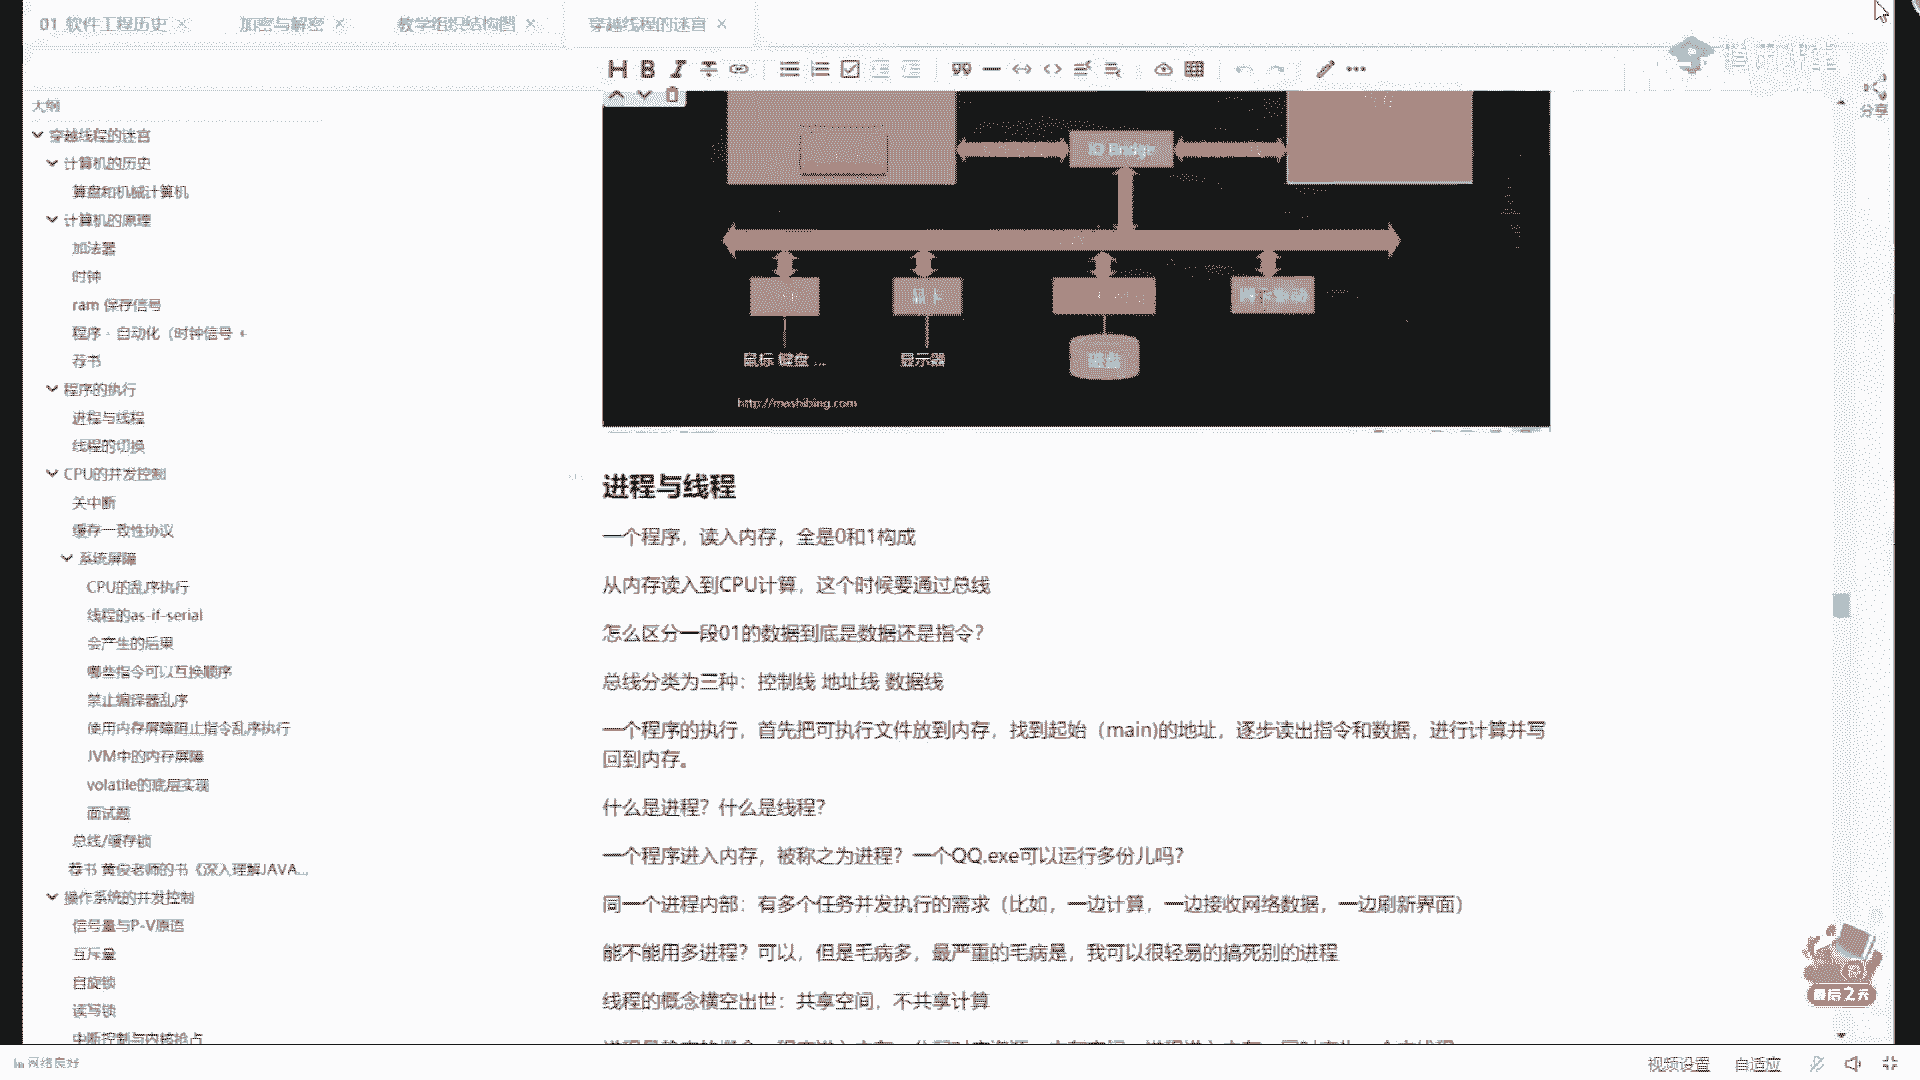 01_软件工程历史 ×
加密与解密 ×
教学组织结构图 ×
穿越线程的迷宫 ×
分享
大纲
穿越线程的迷宫
计算机的历史
算盘和机械计算机
计算机的原理
加法器
时钟
ram 保存信号
程序 - 自动化（时钟信号 +
荐书
程序的执行
进程与线程
线程的切换
CPU的并发控制
关中断
缓存一致性协议
系统屏障
CPU的乱序执行
线程的as-if-serial
会产生的后果
哪些指令可以互换顺序
禁止编译器乱序
使用内存屏障阻止指令乱序执行
JVM中的内存屏障
volatile的底层实现
面试题
总线/缓存锁
荐书 黄俊老师的书《深入理解JAVA...
操作系统的并发控制
信号量与P-V原语
互斥量
自旋锁
读写锁
中断控制与内核抢占
IO Bridge
显卡
网卡驱动
鼠标 键盘 ...
显示器
磁盘
http://mashibing.com
进程与线程
一个程序，读入内存，全是0和1构成
从内存读入到CPU计算，这个时候要通过总线
怎么区分一段01的数据到底是数据还是指令？
总线分类为三种：控制线 地址线 数据线
一个程序的执行，首先把可执行文件放到内存，找到起始（main)的地址，逐步读出指令和数据，进行计算并写
回到内存。
什么是进程？什么是线程？
一个程序进入内存，被称之为进程？一个QQ.exe可以运行多份儿吗？
同一个进程内部：有多个任务并发执行的需求（比如，一边计算，一边接收网络数据，一边刷新界面）
能不能用多进程？可以，但是毛病多，最严重的毛病是，我可以很轻易的搞死别的进程
线程的概念横空出世：共享空间，不共享计算
最后2天
网络良好
视频设置
自适应